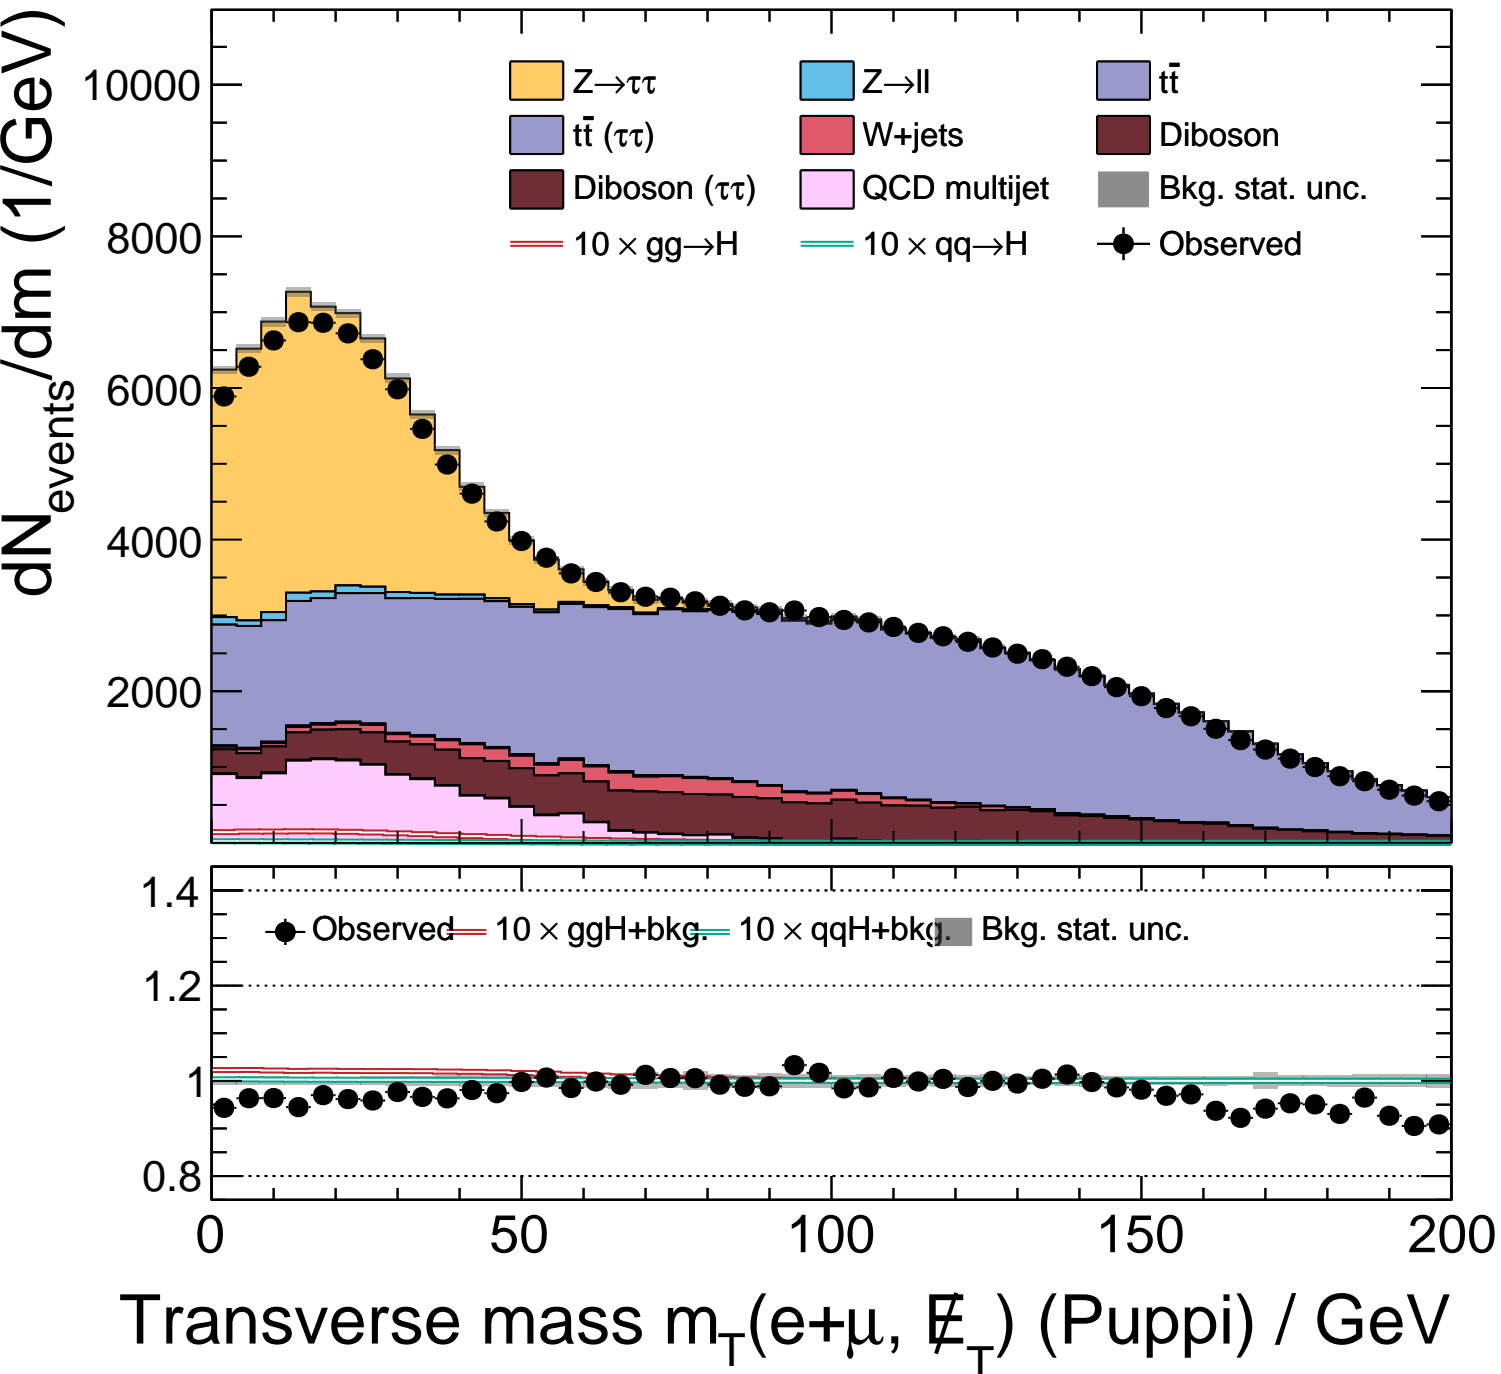 dN_events/dm (1/GeV)
10000
8000
6000
4000
2000
Z→ττ Z→ll tt̄
tt̄ (ττ) W+jets Diboson
Diboson (ττ) QCD multijet Bkg. stat. unc.
10 × gg→H 10 × qq→H Observed
1.4
1.2
1
0.8
Observed 10 × ggH+bkg. 10 × qqH+bkg. Bkg. stat. unc.
0 50 100 150 200
Transverse mass m_T(e+μ, E̸_T) (Puppi) / GeV